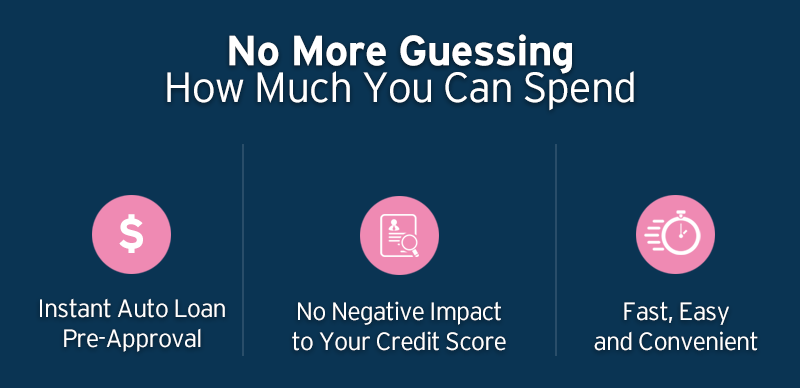 No More Guessing
How Much You Can Spend
$
Instant Auto Loan
Pre-Approval
No Negative Impact
to Your Credit Score
Fast, Easy
and Convenient